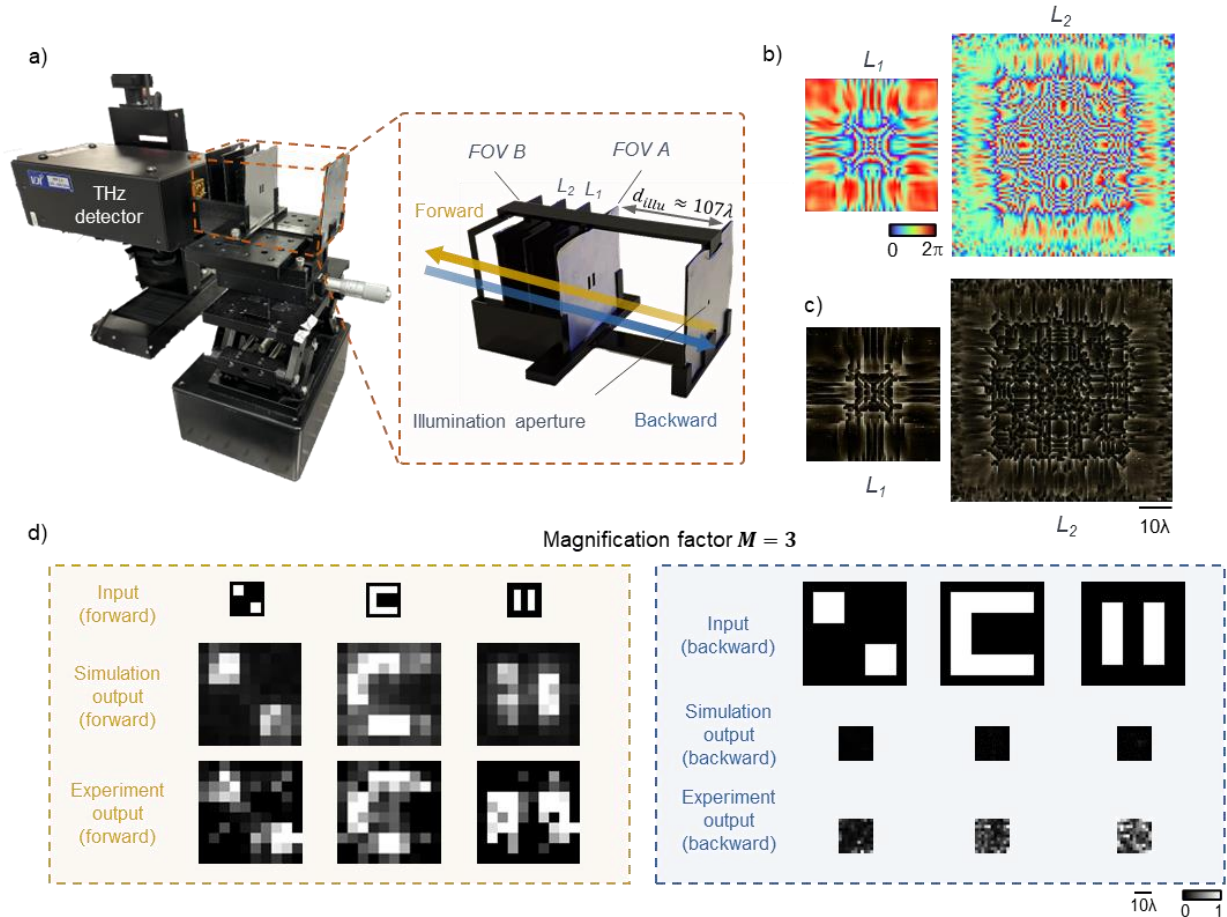 a)
THz
detector
FOV B
FOV A
L2
L1
dillu ≈ 107λ
Forward
Illumination aperture
Backward
b)
L1
L2
0
2π
c)
L1
L2
10λ
d)
Magnification factor M = 3
Input
(forward)
Simulation
output
(forward)
Experiment
output
(forward)
Input
(backward)
Simulation
output
(backward)
Experiment
output
(backward)
10λ
0
1